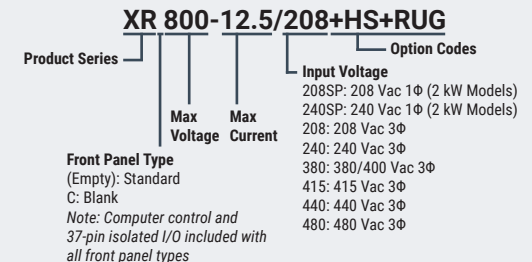 XR 800-12.5/208+HS+RUG
Product Series
Option Codes
Max
Voltage
Max
Current
Front Panel Type
(Empty): Standard
C: Blank
Note: Computer control and
37-pin isolated I/O included with
all front panel types
Input Voltage
208SP: 208 Vac 1Φ (2 kW Models)
240SP: 240 Vac 1Φ (2 kW Models)
208: 208 Vac 3Φ
240: 240 Vac 3Φ
380: 380/400 Vac 3Φ
415: 415 Vac 3Φ
440: 440 Vac 3Φ
480: 480 Vac 3Φ